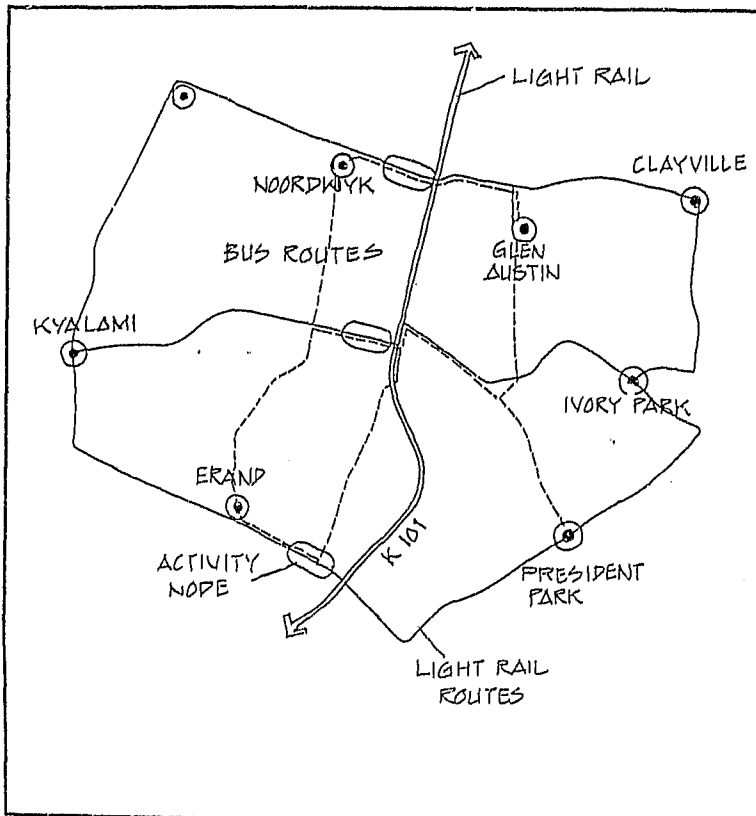 LIGHT RAIL
CLAYVILLE
NOORDWYK
GLEN
AUSTIN
BUS ROUTES
KYALAMI
IVORY PARK
ERAND
K 101
ACTIVITY
NODE
PRESIDENT
PARK
LIGHT RAIL
ROUTES